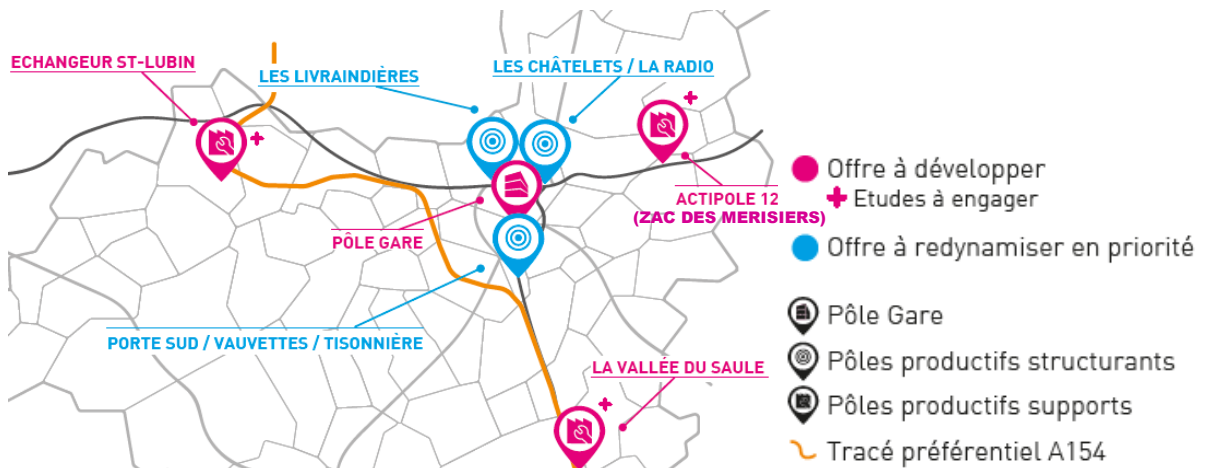 ECHANGEUR ST-LUBIN
LES LIVRAINDIÈRES
LES CHÂTELETS / LA RADIO
ACTIPOLE 12
(ZAC DES MERISIERS)
PÔLE GARE
PORTE SUD / VAUVETTES / TISONNIÈRE
LA VALLÉE DU SAULE
Offre à développer
Etudes à engager
Offre à redynamiser en priorité
Pôle Gare
Pôles productifs structurants
Pôles productifs supports
Tracé préférentiel A154